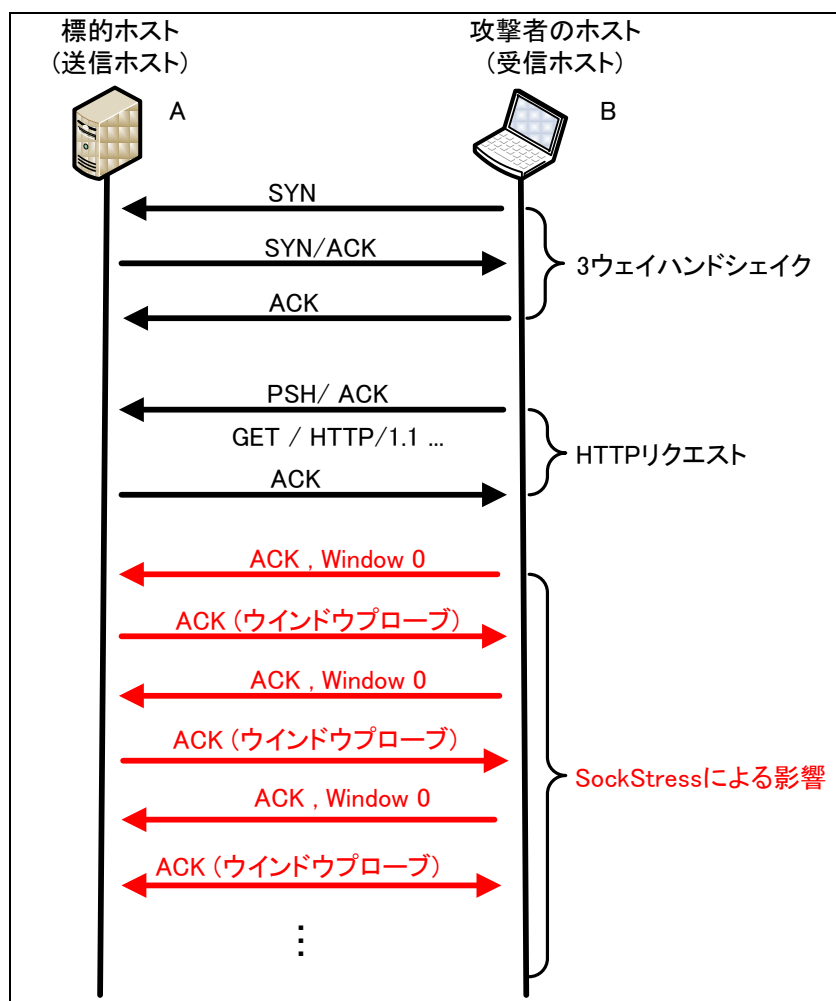 標的ホスト
(送信ホスト)
攻撃者のホスト
(受信ホスト)
A
B
SYN
SYN/ACK
ACK
3ウェイハンドシェイク
PSH/ ACK
GET / HTTP/1.1 ...
ACK
HTTPリクエスト
ACK , Window 0
ACK (ウインドウプローブ)
ACK , Window 0
ACK (ウインドウプローブ)
ACK , Window 0
ACK (ウインドウプローブ)
SockStressによる影響
⋮